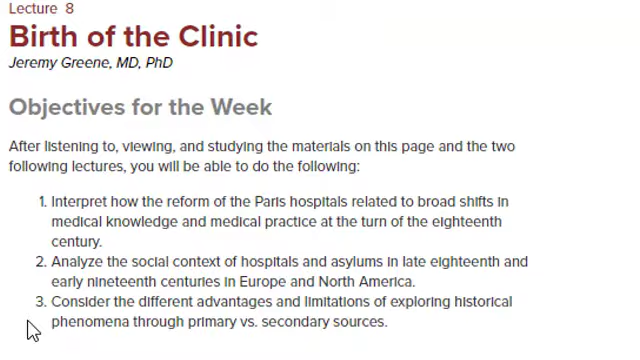 Lecture 8
Birth of the Clinic
Jeremy Greene, MD, PhD
Objectives for the Week
After listening to, viewing, and studying the materials on this page and the two
following lectures, you will be able to do the following:
1. Interpret how the reform of the Paris hospitals related to broad shifts in
medical knowledge and medical practice at the turn of the eighteenth
century.
2. Analyze the social context of hospitals and asylums in late eighteenth and
early nineteenth centuries in Europe and North America.
3. Consider the different advantages and limitations of exploring historical
phenomena through primary vs. secondary sources.